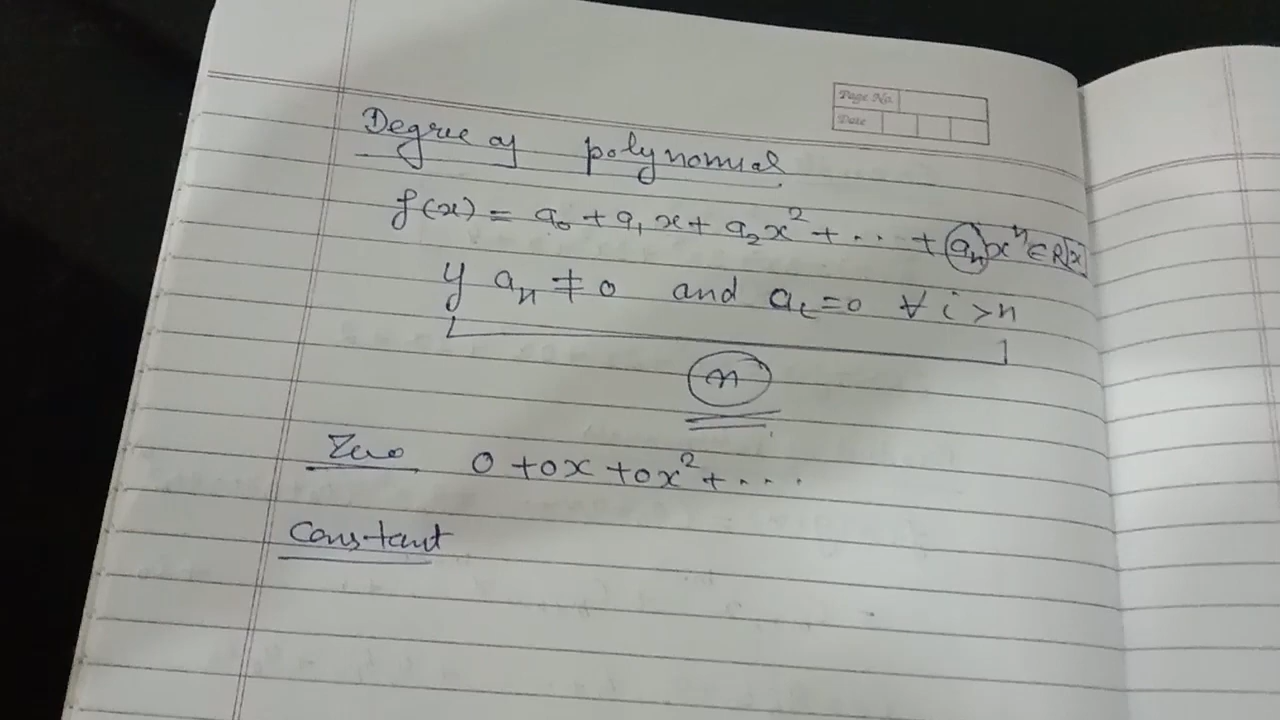 Page No.
Date
Degree of polynomial
f(x) = a₀ + a₁x + a₂x² + ... + aₙxⁿ ∈ R[x]
if aₙ ≠ 0 and aᵢ = 0 ∀ i > n
n
Zero 0 + 0x + 0x² + ...
Constant